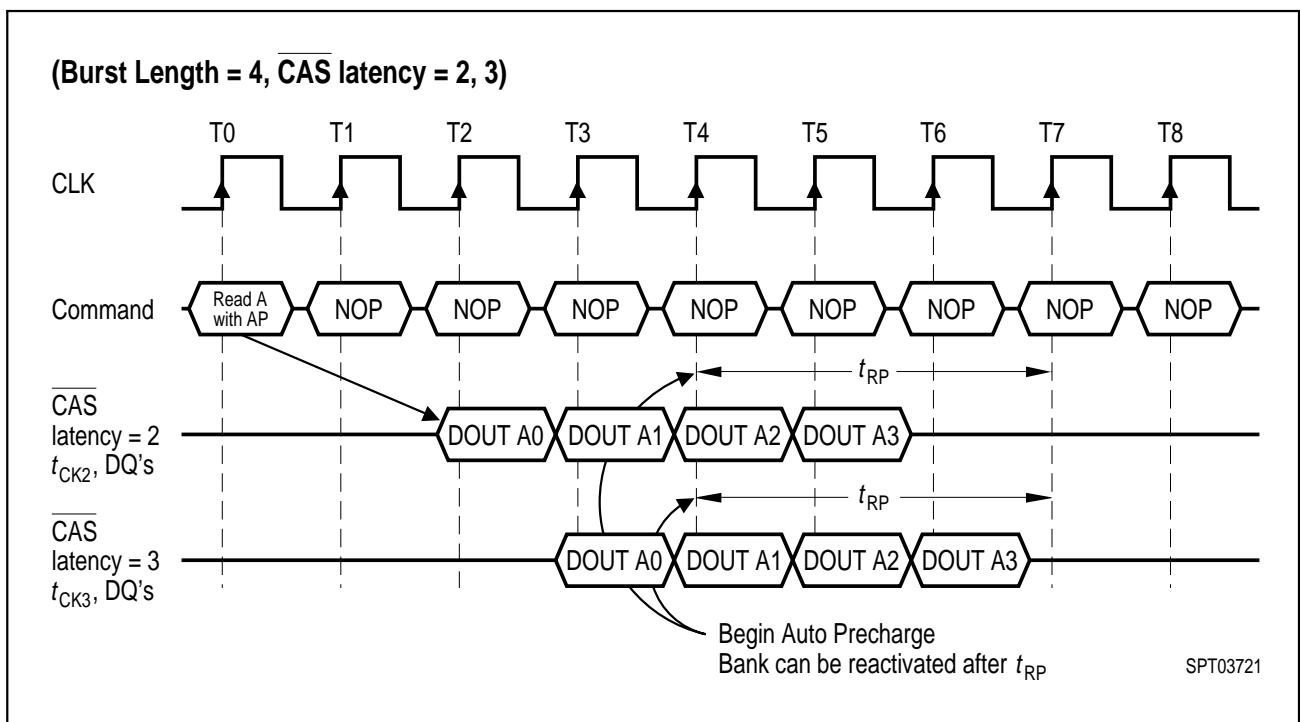 (Burst Length = 4, CAS latency = 2, 3)
T0 T1 T2 T3 T4 T5 T6 T7 T8
CLK
Command
Read A
with AP
NOP NOP NOP NOP NOP NOP NOP NOP
tRP
CAS
latency = 2
tCK2, DQ's
DOUT A0 DOUT A1 DOUT A2 DOUT A3
tRP
CAS
latency = 3
tCK3, DQ's
DOUT A0 DOUT A1 DOUT A2 DOUT A3
Begin Auto Precharge
Bank can be reactivated after tRP
SPT03721